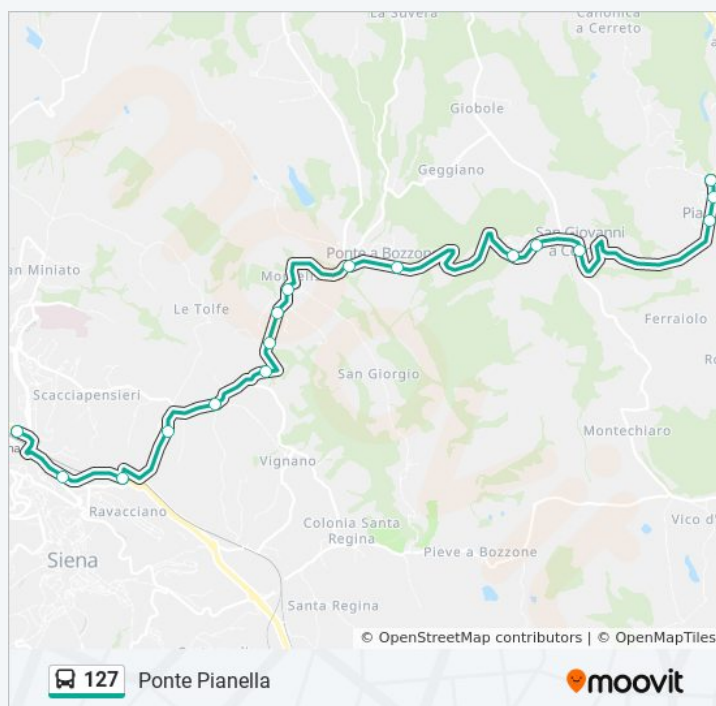 La Suvera
Canonica
a Cerreto
Giobole
Geggiano
San Giovanni
Ponte a Bozzone
an Miniato
Le Tolfe
Ferraiolo
San Giorgio
Scacciapensieri
Montechiaro
Vignano
Ravacciano
Colonia Santa
Regina
Vico d'
Pieve a Bozzone
Siena
Santa Regina
© OpenStreetMap contributors | © OpenMapTiles
127 Ponte Pianella
moovit